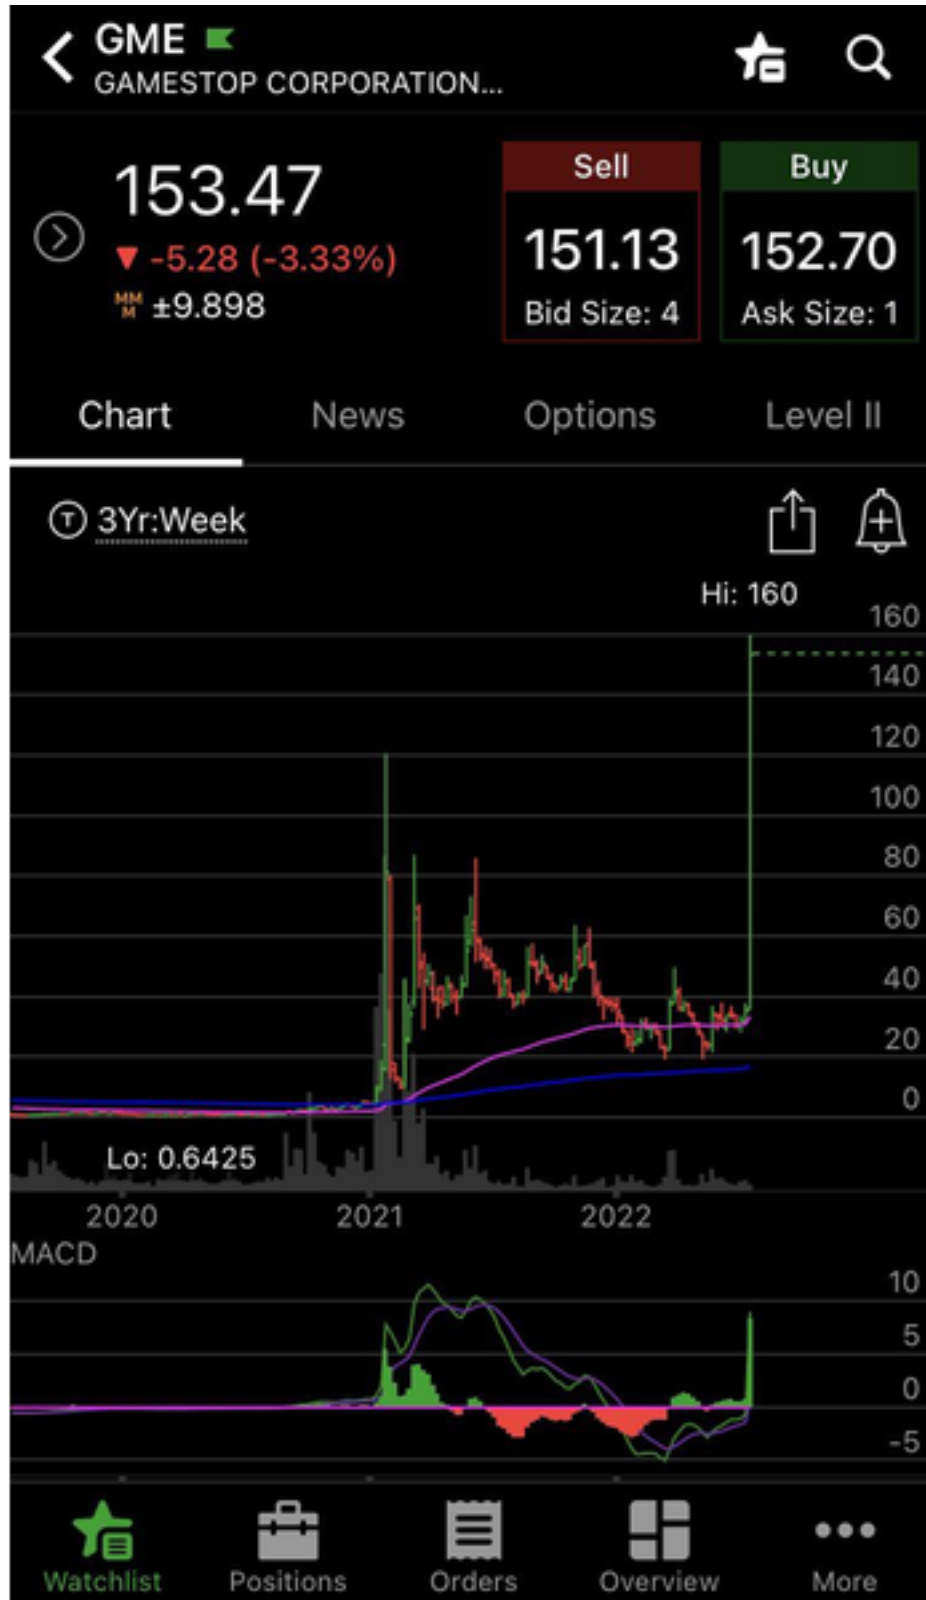 GME
GAMESTOP CORPORATION...
153.47
▼ -5.28 (-3.33%)
MM
M
±9.898
Sell
151.13
Bid Size: 4
Buy
152.70
Ask Size: 1
Chart News Options Level II
T 3Yr:Week
Hi: 160
160
140
120
100
80
60
40
20
0
Lo: 0.6425
2020 2021 2022
MACD
10
5
0
-5
Watchlist Positions Orders Overview More